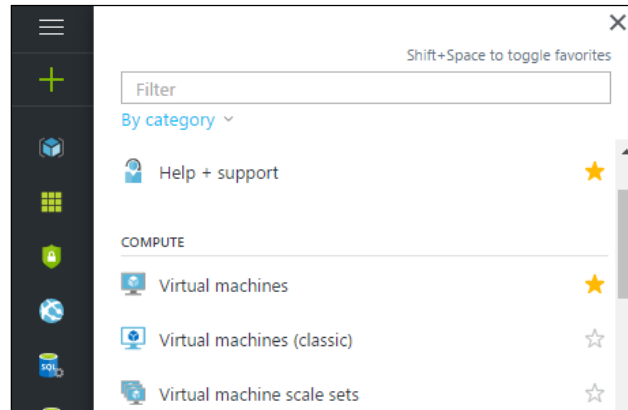 Shift+Space to toggle favorites
Filter
By category
Help + support
COMPUTE
Virtual machines
Virtual machines (classic)
SQL
Virtual machine scale sets